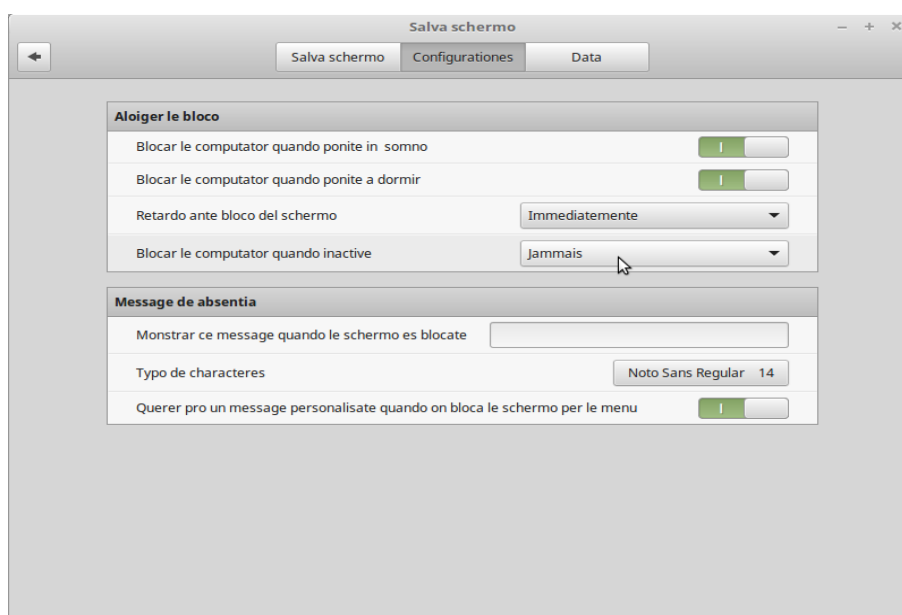 Salva schermo
Salva schermo Configurationes Data
Aloiger le bloco
Blocar le computator quando ponite in somno
Blocar le computator quando ponite a dormir
Retardo ante bloco del schermo Immediatemente
Blocar le computator quando inactive Jammais
Message de absentia
Monstrar ce message quando le schermo es blocate
Typo de characteres Noto Sans Regular 14
Querer pro un message personalisate quando on bloca le schermo per le menu